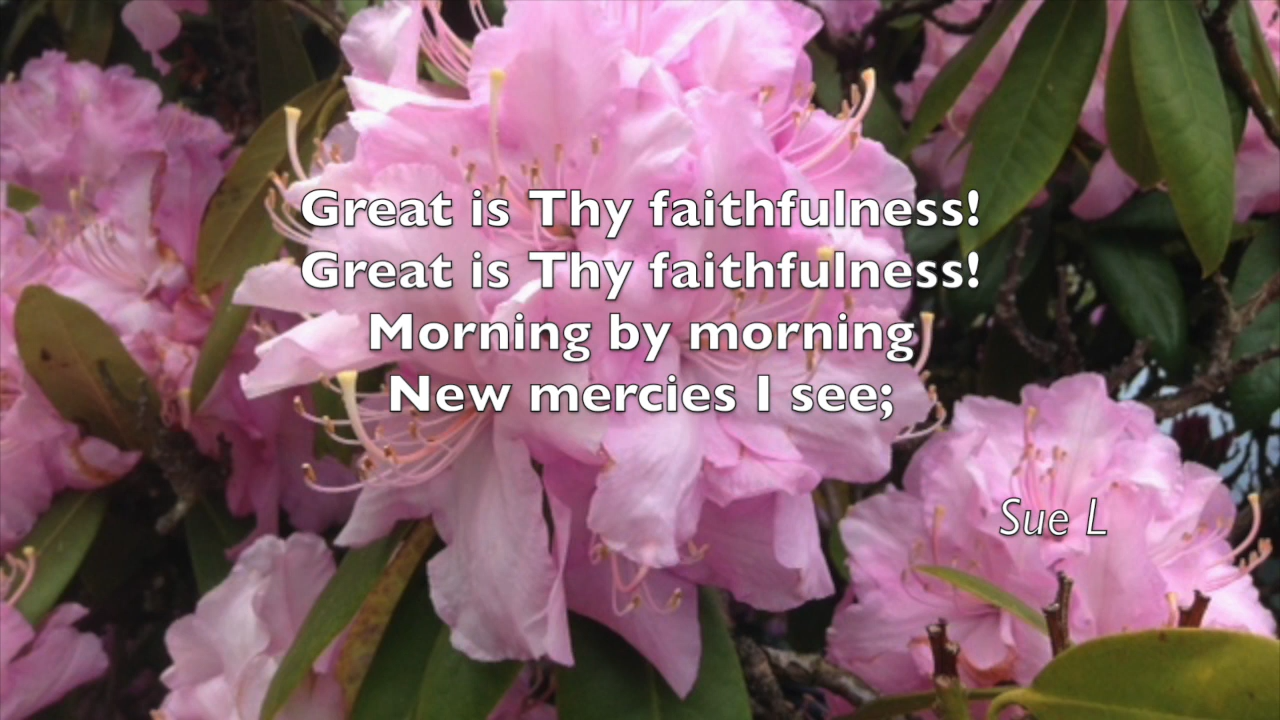 Great is Thy faithfulness!
Great is Thy faithfulness!
Morning by morning
New mercies I see;
Sue L